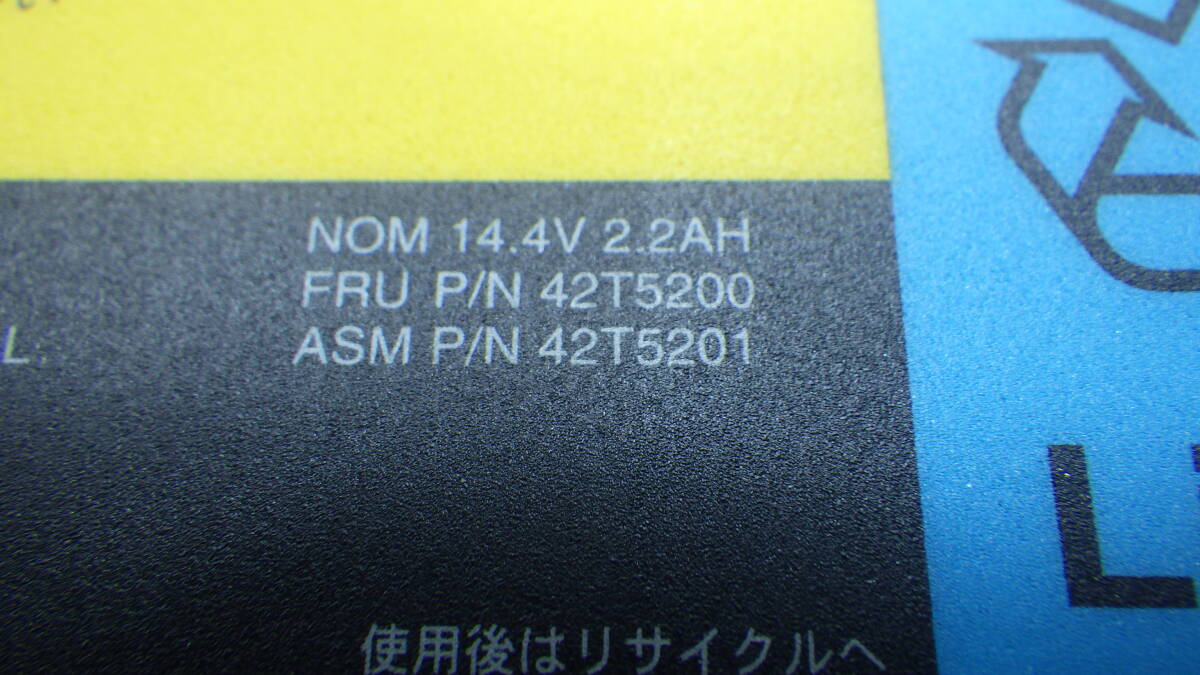 NOM 14.4V 2.2AH
FRU P/N 42T5200
ASM P/N 42T5201
L
使用後はリサイクルへ